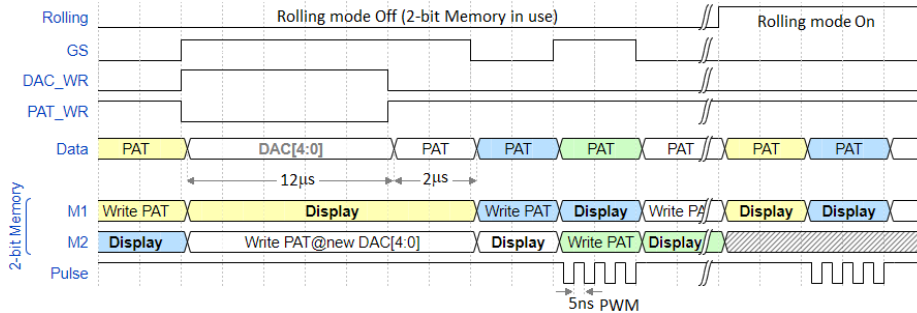 Rolling Rolling mode Off (2-bit Memory in use) Rolling mode On
GS
DAC_WR
PAT_WR
Data PAT DAC[4:0] PAT PAT PAT PAT PAT PAT
12µs 2µs
M1 Write PAT Display Write PAT Display Write PA Display Display
2-bit Memory
M2 Display Write PAT@new DAC[4:0] Display Write PAT Display
Pulse
5ns PWM